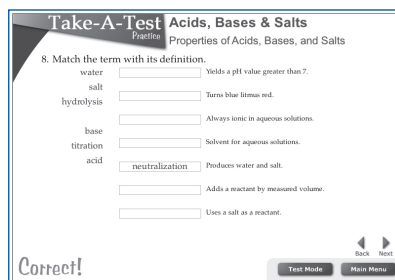 Take-A-Test
Practice
Acids, Bases & Salts
Properties of Acids, Bases, and Salts
8. Match the term with its definition.
water
Yields a pH value greater than 7.
salt
Turns blue litmus red.
hydrolysis
Always ionic in aqueous solutions.
base
Solvent for aqueous solutions.
titration
acid
neutralization
Produces water and salt.
Adds a reactant by measured volume.
Uses a salt as a reactant.
Back Next
Correct!
Test Mode
Main Menu